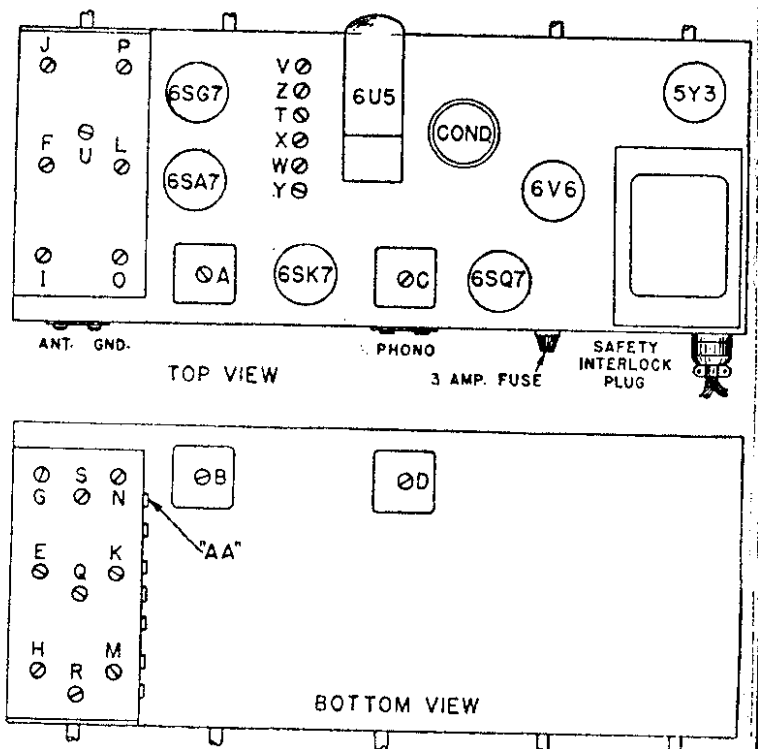 J P
V
Z
T
X
W
Y
6SG7
6U5
5Y3
COND
F U L
6SA7
6V6
I O
A
6SK7
C
6SQ7
ANT. GND.
PHONO
3 AMP. FUSE
SAFETY
INTERLOCK
PLUG
TOP VIEW
G S N
B
D
"AA"
E Q K
H R M
BOTTOM VIEW